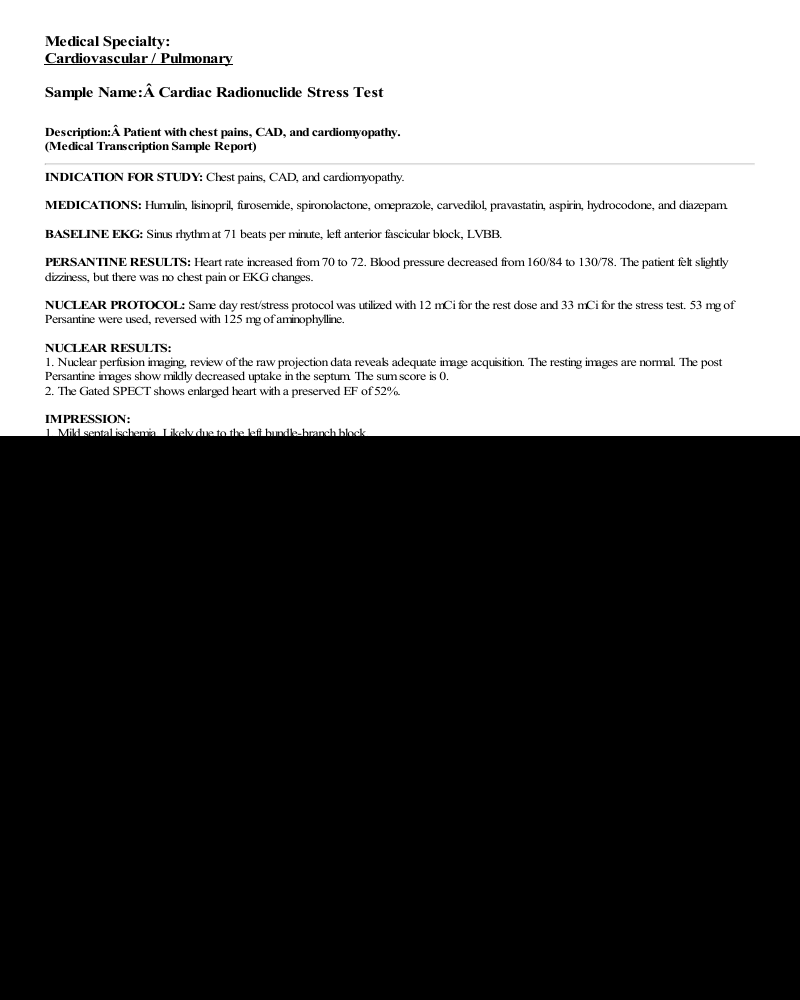 Medical Specialty:
Cardiovascular / Pulmonary
Sample Name:Â Cardiac Radionuclide Stress Test
Description:Â Patient with chest pains, CAD, and cardiomyopathy.
(Medical Transcription Sample Report)
INDICATION FOR STUDY: Chest pains, CAD, and cardiomyopathy.
MEDICATIONS: Humulin, lisinopril, furosemide, spironolactone, omeprazole, carvedilol, pravastatin, aspirin, hydrocodone, and diazepam.
BASELINE EKG: Sinus rhythm at 71 beats per minute, left anterior fascicular block, LVBB.
PERSANTINE RESULTS: Heart rate increased from 70 to 72. Blood pressure decreased from 160/84 to 130/78. The patient felt slightly
dizziness, but there was no chest pain or EKG changes.
NUCLEAR PROTOCOL: Same day rest/stress protocol was utilized with 12 mCi for the rest dose and 33 mCi for the stress test. 53 mg of
Persantine were used, reversed with 125 mg of aminophylline.
NUCLEAR RESULTS:
1. Nuclear perfusion imaging, review of the raw projection data reveals adequate image acquisition. The resting images are normal. The post
Persantine images show mildly decreased uptake in the septum. The sum score is 0.
2. The Gated SPECT shows enlarged heart with a preserved EF of 52%.
IMPRESSION:
1. Mild septal ischemia. Likely due to the left bundle-branch block.